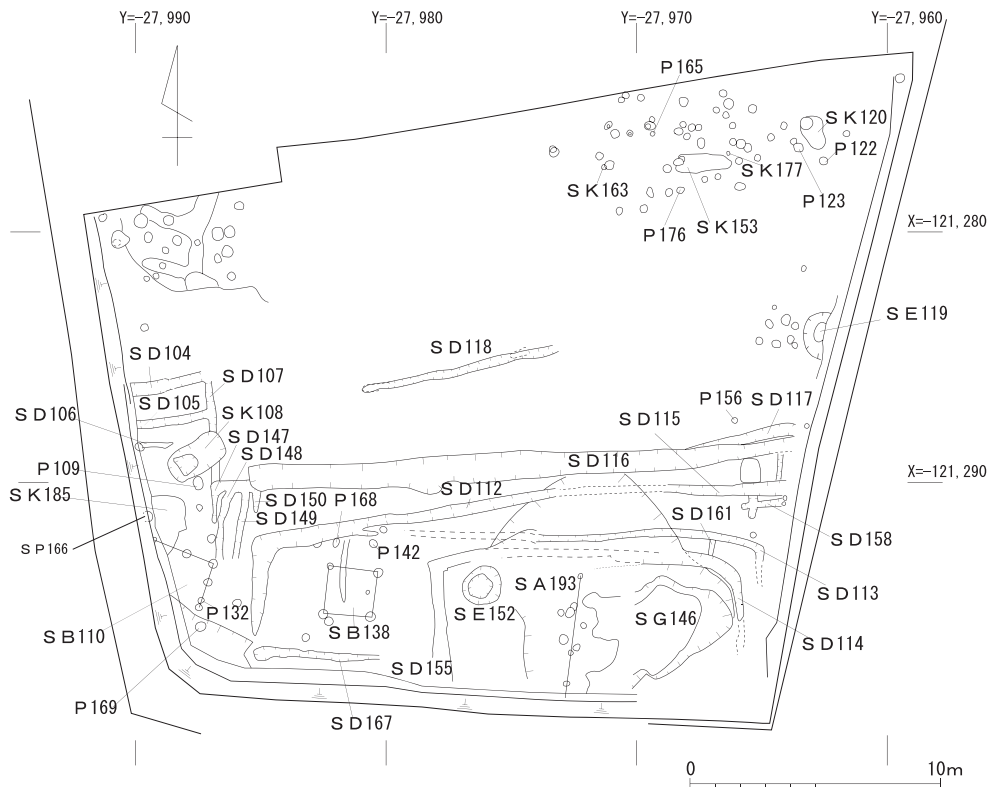 Y=-27,990
Y=-27,980
Y=-27,970
Y=-27,960
P165
SK120
P122
SK177
SK163
P123
P176
SK153
X=-121,280
SE119
SD118
SD104
SD107
P156
SD117
SD105
SD106
SK108
SD115
SD147
SD148
SD116
P109
X=-121,290
SK185
SD150
P168
SD112
SD149
SD161
SP166
SD158
P142
SA193
SD113
SE152
P132
SB138
SG146
SB110
SD114
SD155
P169
SD167
0
10m